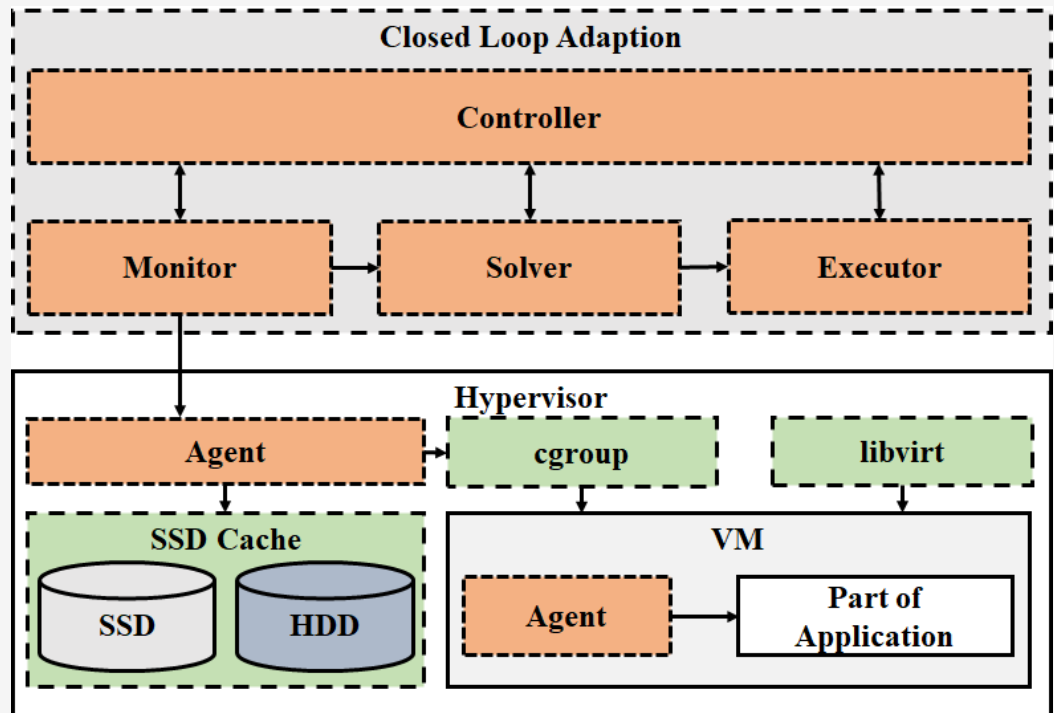 Closed Loop Adaption
Controller
Monitor
Solver
Executor
Hypervisor
Agent
cgroup
libvirt
SSD Cache
SSD
HDD
VM
Agent
Part of
Application